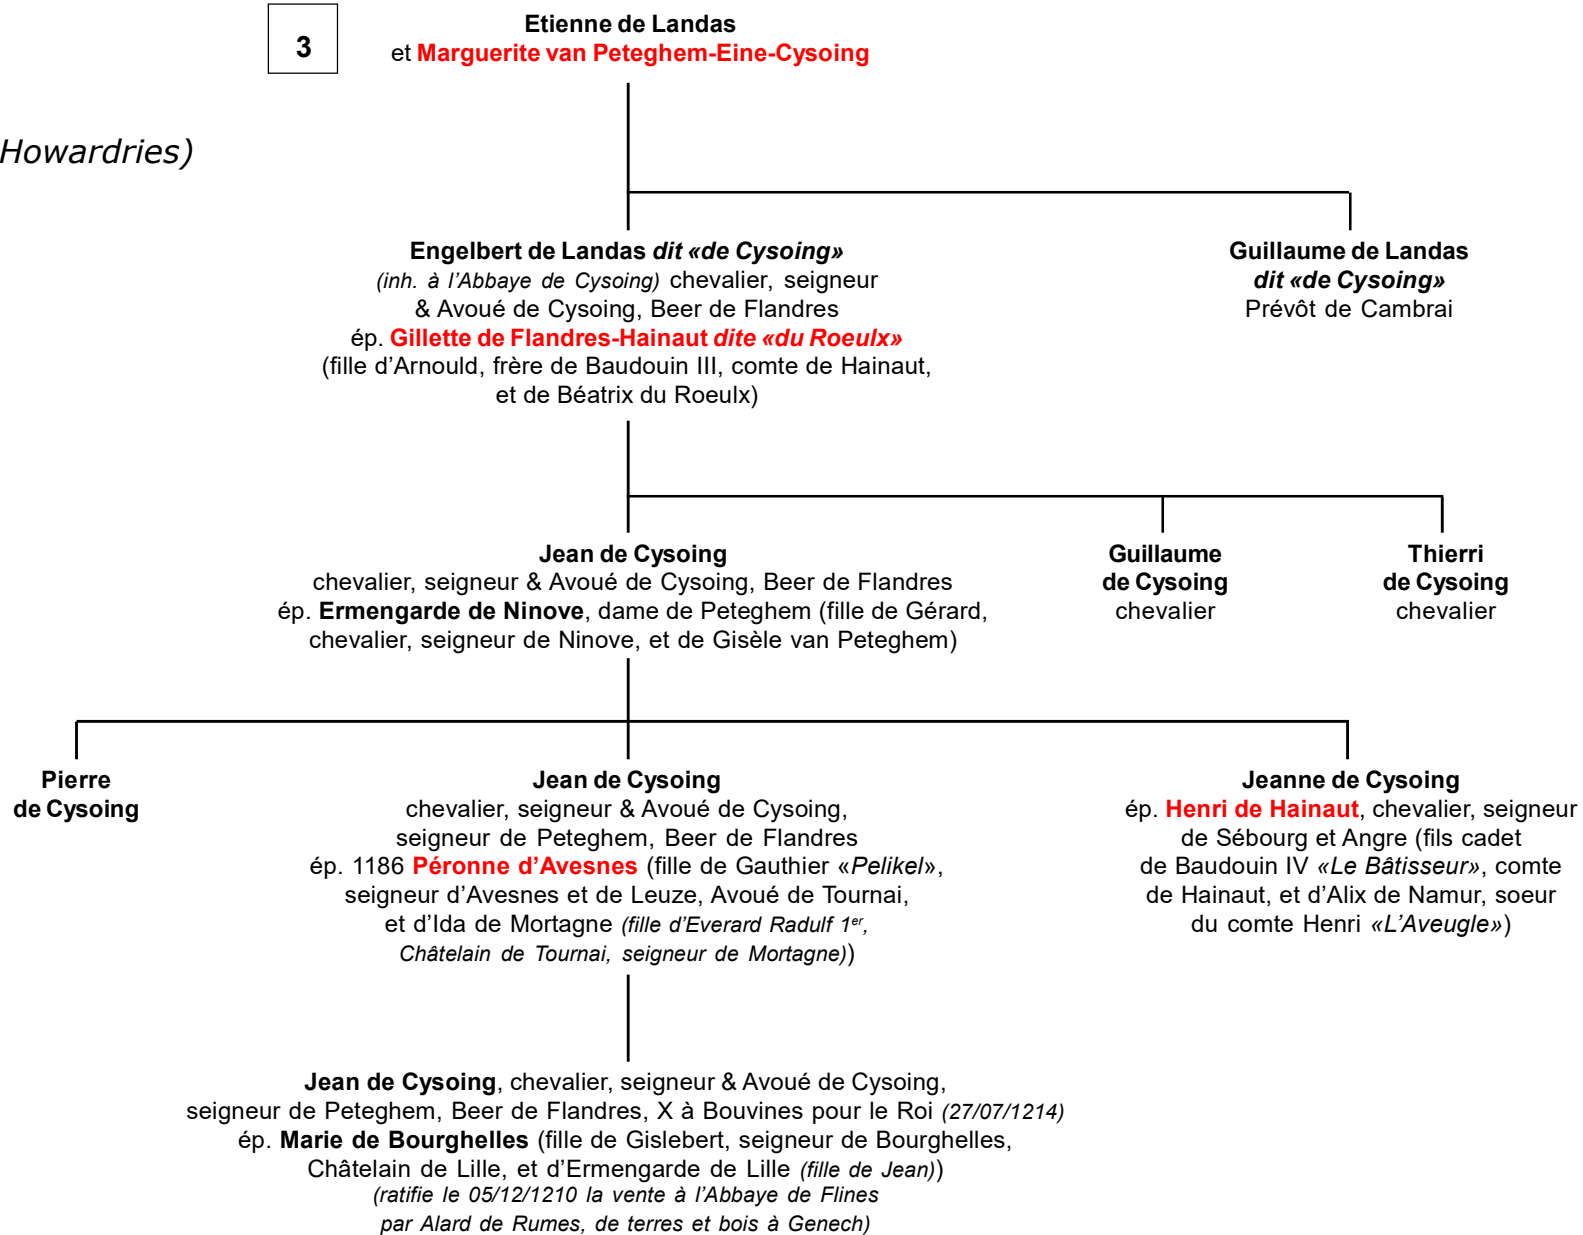 3
Etienne de Landas
et Marguerite van Peteghem-Eine-Cysoing
Howardries)
Engelbert de Landas dit «de Cysoing»
(inh. à l'Abbaye de Cysoing) chevalier, seigneur
& Avoué de Cysoing, Beer de Flandres
ép. Gillette de Flandres-Hainaut dite «du Roeulx»
(fille d'Arnould, frère de Baudouin III, comte de Hainaut,
et de Béatrix du Roeulx)
Guillaume de Landas
dit «de Cysoing»
Prévôt de Cambrai
Jean de Cysoing
chevalier, seigneur & Avoué de Cysoing, Beer de Flandres
ép. Ermengarde de Ninove, dame de Peteghem (fille de Gérard,
chevalier, seigneur de Ninove, et de Gisèle van Peteghem)
Guillaume
de Cysoing
chevalier
Thierri
de Cysoing
chevalier
Pierre
de Cysoing
Jean de Cysoing
chevalier, seigneur & Avoué de Cysoing,
seigneur de Peteghem, Beer de Flandres
ép. 1186 Péronne d'Avesnes (fille de Gauthier «Pelikel»,
seigneur d'Avesnes et de Leuze, Avoué de Tournai,
et d'Ida de Mortagne (fille d'Everard Radulf 1er,
Châtelain de Tournai, seigneur de Mortagne))
Jeanne de Cysoing
ép. Henri de Hainaut, chevalier, seigneur
de Sébourg et Angre (fils cadet
de Baudouin IV «Le Bâtisseur», comte
de Hainaut, et d'Alix de Namur, soeur
du comte Henri «L'Aveugle»)
Jean de Cysoing, chevalier, seigneur & Avoué de Cysoing,
seigneur de Peteghem, Beer de Flandres, X à Bouvines pour le Roi (27/07/1214)
ép. Marie de Bourghelles (fille de Gislebert, seigneur de Bourghelles,
Châtelain de Lille, et d'Ermengarde de Lille (fille de Jean))
(ratifie le 05/12/1210 la vente à l'Abbaye de Flines
par Alard de Rumes, de terres et bois à Genech)